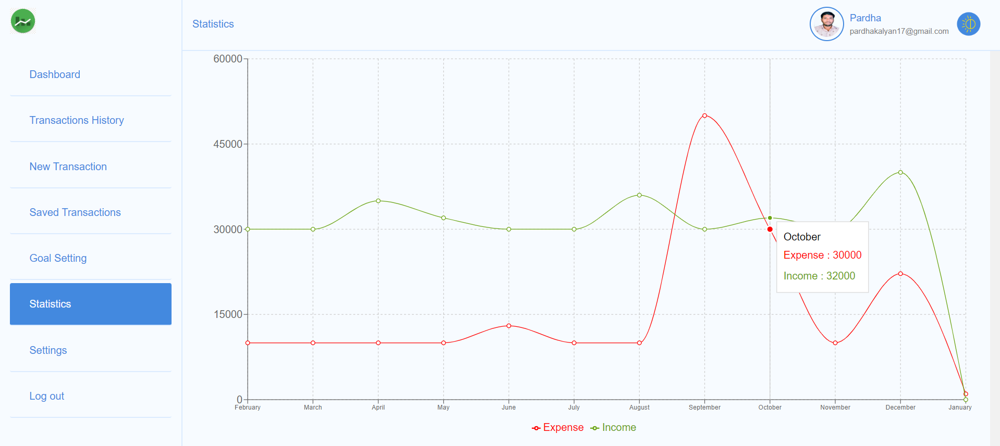 Statistics
Pardha
pardhakalyan17@gmail.com
Dashboard
Transactions History
New Transaction
Saved Transactions
Goal Setting
Statistics
Settings
Log out
60000
45000
30000
15000
0
October
Expense : 30000
Income : 32000
February March April May June July August September October November December January
Expense Income